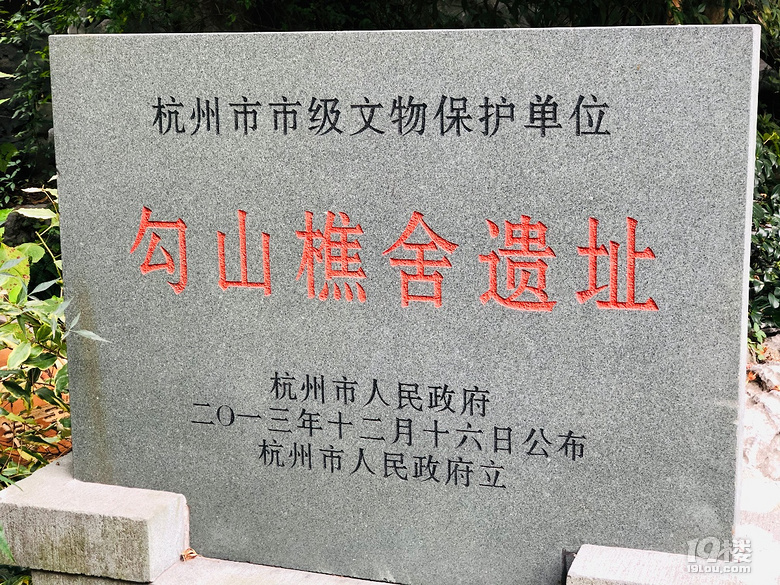 杭州市市级文物保护单位
勾山樵舍遗址
杭州市人民政府
二〇一三年十二月十六日公布
杭州市人民政府立
19楼
19lou.com